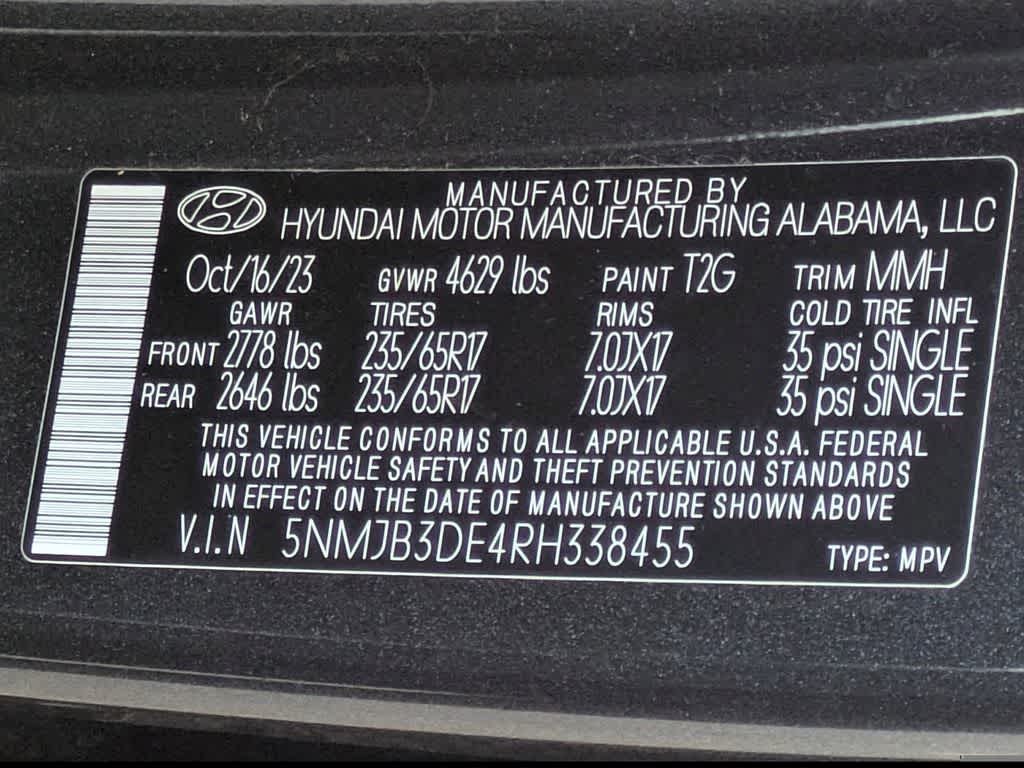 MANUFACTURED BY
HYUNDAI MOTOR MANUFACTURING ALABAMA, LLC
Oct/16/23 GVWR 4629 lbs PAINT T2G TRIM MMH
GAWR TIRES RIMS COLD TIRE INFL
FRONT 2778 lbs 235/65R17 7.0JX17 35 psi SINGLE
REAR 2646 lbs 235/65R17 7.0JX17 35 psi SINGLE
THIS VEHICLE CONFORMS TO ALL APPLICABLE U.S.A. FEDERAL
MOTOR VEHICLE SAFETY AND THEFT PREVENTION STANDARDS
IN EFFECT ON THE DATE OF MANUFACTURE SHOWN ABOVE
V.I.N 5NMJB3DE4RH338455 TYPE: MPV